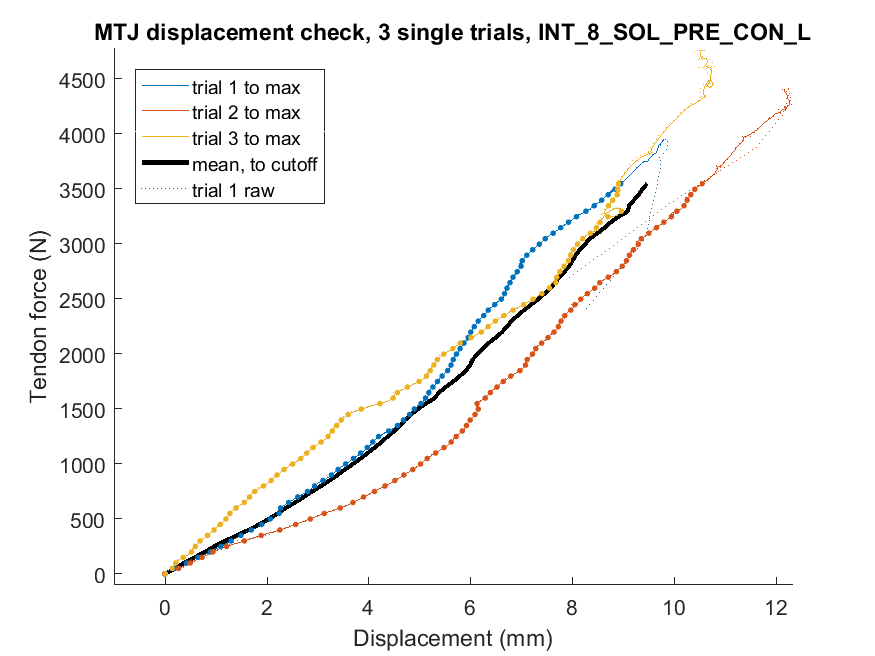 MTJ displacement check, 3 single trials, INT_8_SOL_PRE_CON_L
trial 1 to max
trial 2 to max
trial 3 to max
mean, to cutoff
trial 1 raw
Tendon force (N)
4500
4000
3500
3000
2500
2000
1500
1000
500
0
0 2 4 6 8 10 12
Displacement (mm)